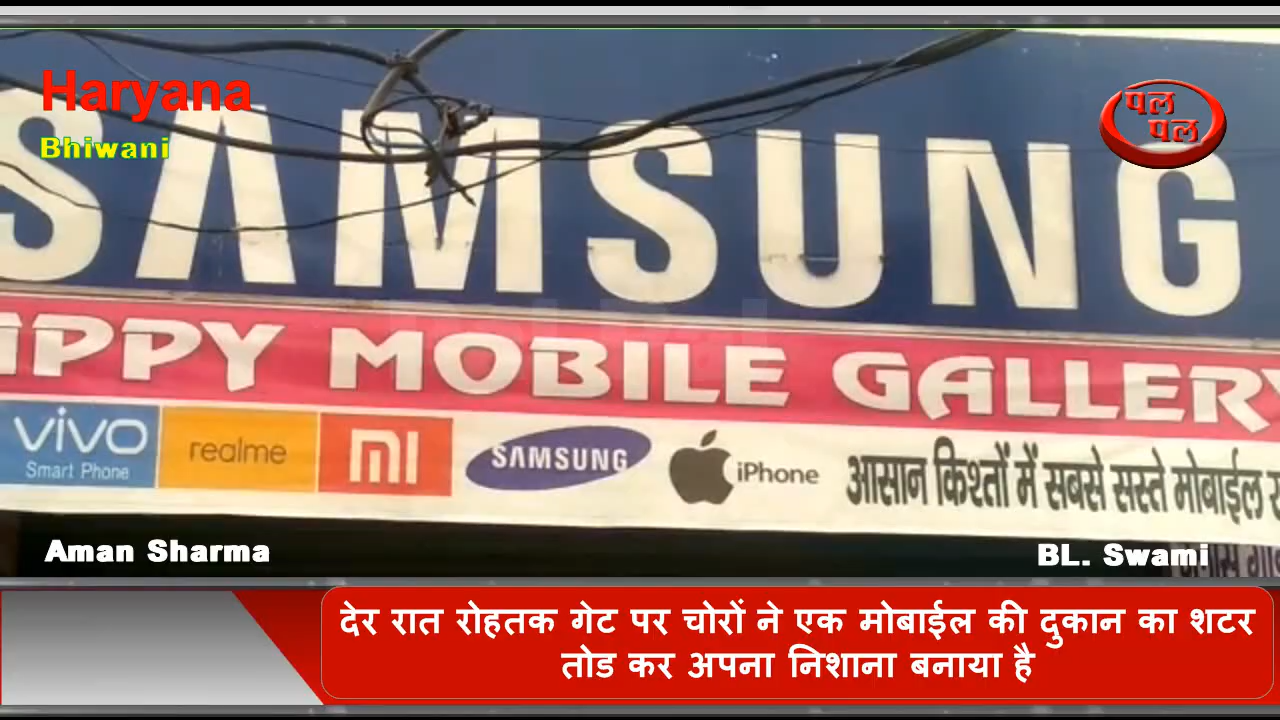 Haryana
Bhiwani
पल
पल
SAMSUNG
IPPY MOBILE GALLERY
vivo
Smart Phone
realme
mi
SAMSUNG
iPhone
आसान किश्तों में सबसे सस्ते मोबाईल
Aman Sharma
BL. Swami
देर रात रोहतक गेट पर चोरों ने एक मोबाईल की दुकान का शटर
तोड कर अपना निशाना बनाया है